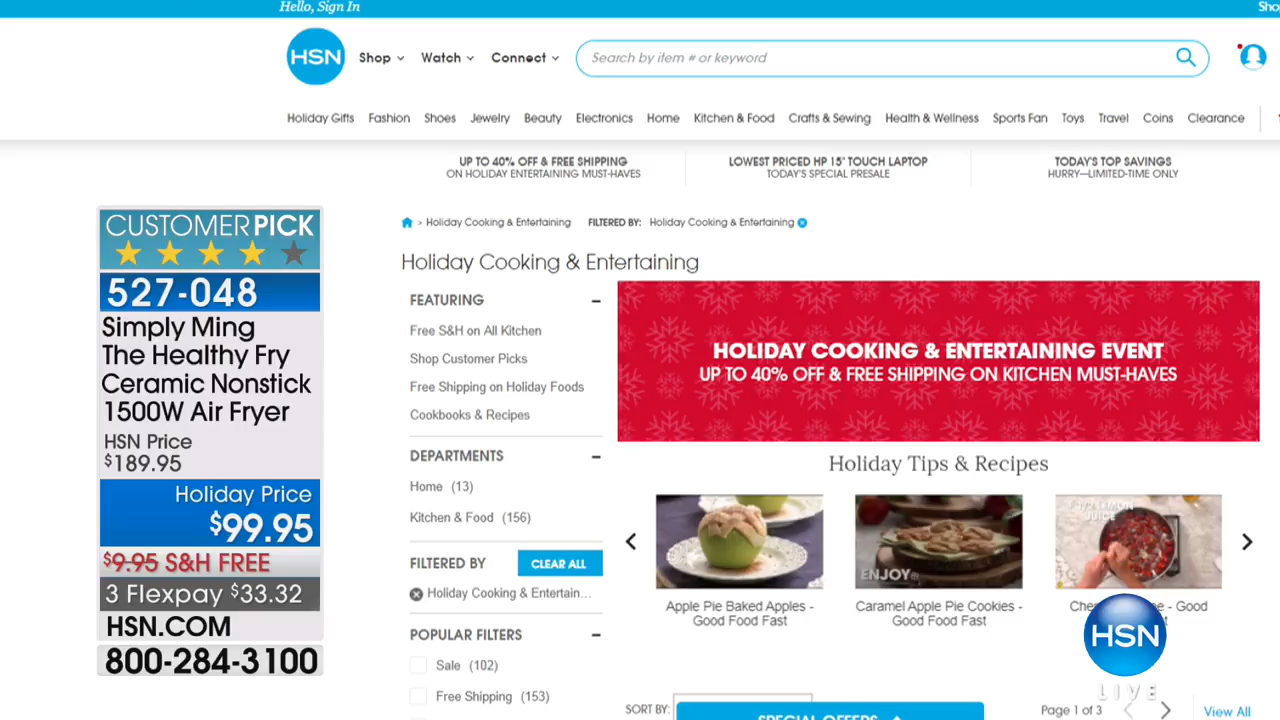 Hello, Sign In
Sho
HSN
Shop
Watch
Connect
Search by item # or keyword
Holiday Gifts
Fashion
Shoes
Jewelry
Beauty
Electronics
Home
Kitchen & Food
Crafts & Sewing
Health & Wellness
Sports Fan
Toys
Travel
Coins
Clearance
UP TO 40% OFF & FREE SHIPPING
ON HOLIDAY ENTERTAINING MUST-HAVES
LOWEST PRICED HP 15" TOUCH LAPTOP
TODAY'S SPECIAL PRESALE
TODAY'S TOP SAVINGS
HURRY—LIMITED-TIME ONLY
CUSTOMER PICK
527-048
Simply Ming
The Healthy Fry
Ceramic Nonstick
1500W Air Fryer
HSN Price
$189.95
Holiday Price
$99.95
$9.95 S&H FREE
3 Flexpay $33.32
HSN.COM
800-284-3100
> Holiday Cooking & Entertaining
FILTERED BY: Holiday Cooking & Entertaining
Holiday Cooking & Entertaining
FEATURING
Free S&H on All Kitchen
Shop Customer Picks
Free Shipping on Holiday Foods
Cookbooks & Recipes
DEPARTMENTS
Home (13)
Kitchen & Food (156)
FILTERED BY
CLEAR ALL
Holiday Cooking & Entertain...
POPULAR FILTERS
Sale (102)
Free Shipping (153)
HOLIDAY COOKING & ENTERTAINING EVENT
UP TO 40% OFF & FREE SHIPPING ON KITCHEN MUST-HAVES
Holiday Tips & Recipes
ENJOY
LEMON
JUICE
Apple Pie Baked Apples -
Good Food Fast
Caramel Apple Pie Cookies -
Good Food Fast
- Good
HSN
LIVE
SORT BY:
SPECIAL OFFERS
Page 1 of 3
View All